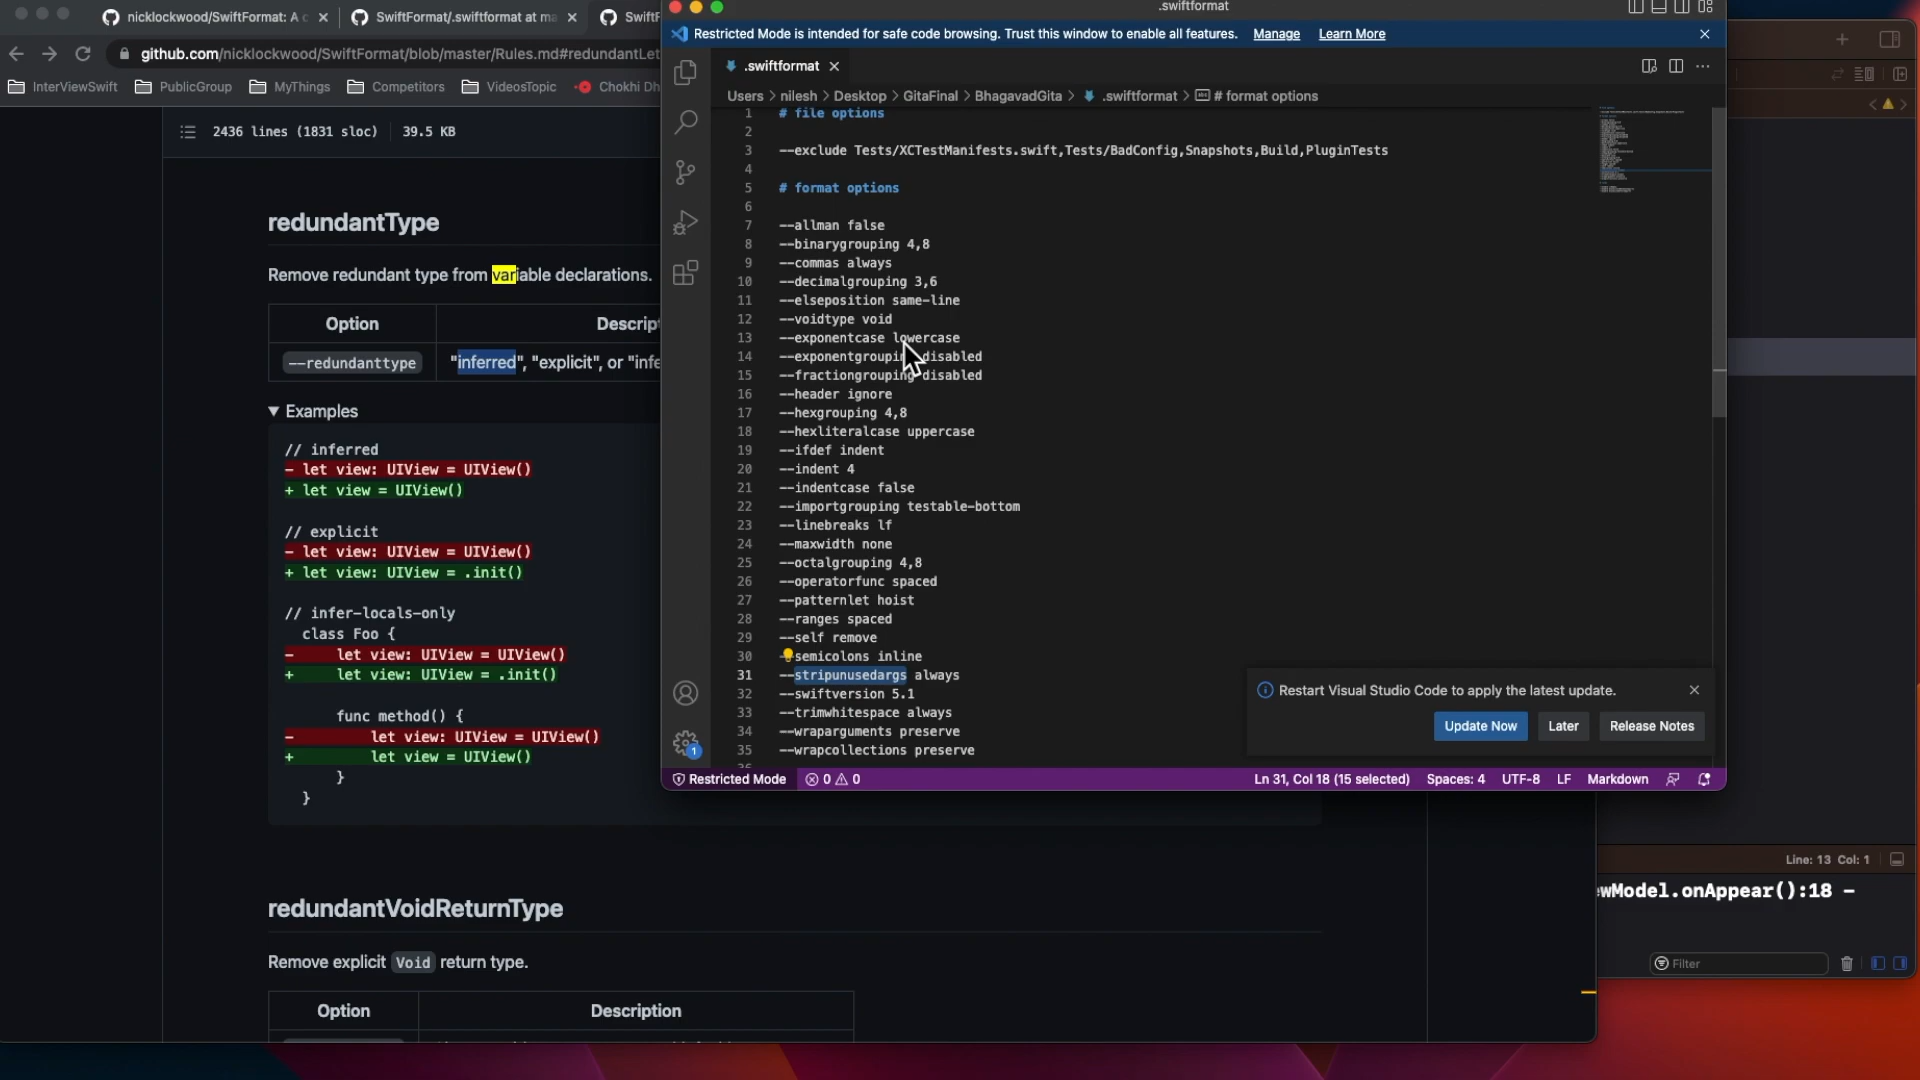 nicklockwood/SwiftFormat: A c
SwiftFormat/.swiftformat at ma
SwiftF
github.com/nicklockwood/SwiftFormat/blob/master/Rules.md#redundantLet
InterViewSwift
PublicGroup
MyThings
Competitors
VideosTopic
Chokhi Dh
2436 lines (1831 sloc)
39.5 KB
redundantType
Remove redundant type from variable declarations.
Option
Descrip
--redundanttype
"inferred", "explicit", or "infe
▼ Examples
// inferred
- let view: UIView = UIView()
+ let view = UIView()
// explicit
- let view: UIView = UIView()
+ let view: UIView = .init()
// infer-locals-only
class Foo {
- let view: UIView = UIView()
+ let view: UIView = .init()
func method() {
- let view: UIView = UIView()
+ let view = UIView()
}
}
redundantVoidReturnType
Remove explicit Void return type.
Option
Description
.swiftformat
Restricted Mode is intended for safe code browsing. Trust this window to enable all features.
Manage
Learn More
.swiftformat
Users > nilesh > Desktop > GitaFinal > BhagavadGita > .swiftformat > # format options
1 # file options
2
3 --exclude Tests/XCTestManifests.swift,Tests/BadConfig,Snapshots,Build,PluginTests
4
5 # format options
6
7 --allman false
8 --binarygrouping 4,8
9 --commas always
10 --decimalgrouping 3,6
11 --elseposition same-line
12 --voidtype void
13 --exponentcase lowercase
14 --exponentgrouping disabled
15 --fractiongrouping disabled
16 --header ignore
17 --hexgrouping 4,8
18 --hexliteralcase uppercase
19 --ifdef indent
20 --indent 4
21 --indentcase false
22 --importgrouping testable-bottom
23 --linebreaks lf
24 --maxwidth none
25 --octalgrouping 4,8
26 --operatorfunc spaced
27 --patternlet hoist
28 --ranges spaced
29 --self remove
30 --semicolons inline
31 --stripunusedargs always
32 --swiftversion 5.1
33 --trimwhitespace always
34 --wraparguments preserve
35 --wrapcollections preserve
Restart Visual Studio Code to apply the latest update.
Update Now
Later
Release Notes
1
Restricted Mode
0
0
Ln 31, Col 18 (15 selected)
Spaces: 4
UTF-8
LF
Markdown
Line: 13 Col: 1
ewModel.onAppear():18 -
Filter